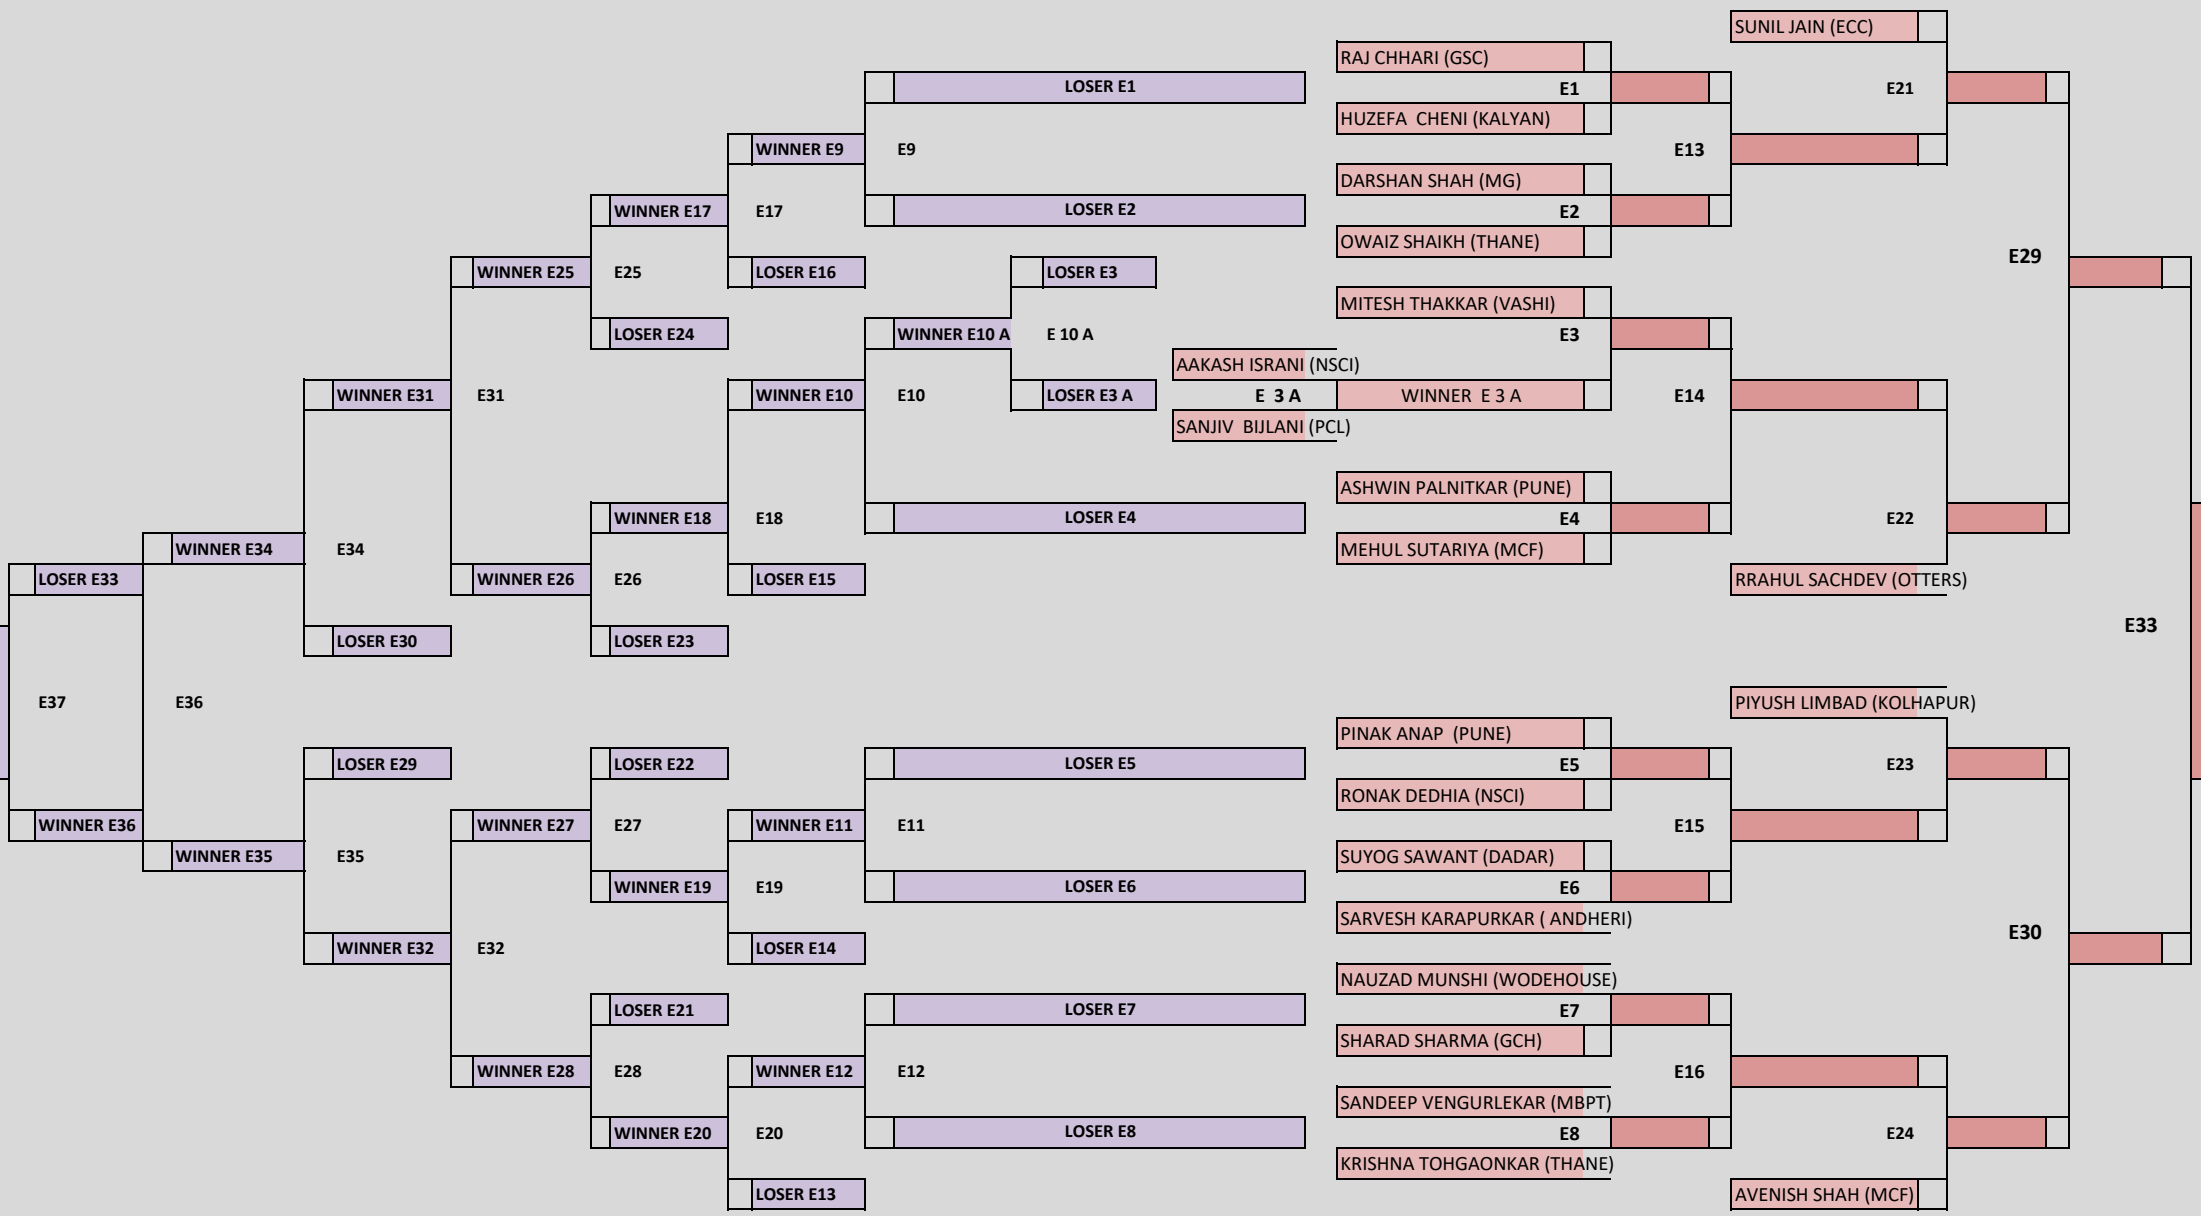 SUNIL JAIN (ECC)
RAJ CHHARI (GSC)
LOSER E1
E1
E21
HUZEFA CHENI (KALYAN)
WINNER E9
E9
E13
DARSHAN SHAH (MG)
WINNER E17
E17
LOSER E2
E2
OWAIZ SHAIKH (THANE)
E29
WINNER E25
E25
LOSER E16
LOSER E3
MITESH THAKKAR (VASHI)
LOSER E24
WINNER E10 A
E 10 A
E3
AAKASH ISRANI (NSCI)
WINNER E31
E31
WINNER E10
E10
LOSER E3 A
E 3 A
WINNER E 3 A
E14
SANJIV BIJLANI (PCL)
ASHWIN PALNITKAR (PUNE)
WINNER E18
E18
LOSER E4
E4
E22
WINNER E34
E34
MEHUL SUTARIYA (MCF)
LOSER E33
WINNER E26
E26
LOSER E15
RRAHUL SACHDEV (OTTERS)
E33
LOSER E30
LOSER E23
E37
E36
PIYUSH LIMBAD (KOLHAPUR)
PINAK ANAP (PUNE)
LOSER E29
LOSER E22
LOSER E5
E5
E23
RONAK DEDHIA (NSCI)
WINNER E36
WINNER E27
E27
WINNER E11
E11
E15
WINNER E35
E35
SUYOG SAWANT (DADAR)
WINNER E19
E19
LOSER E6
E6
SARVESH KARAPURKAR ( ANDHERI)
E30
WINNER E32
E32
LOSER E14
NAUZAD MUNSHI (WODEHOUSE)
LOSER E21
LOSER E7
E7
SHARAD SHARMA (GCH)
WINNER E28
E28
WINNER E12
E12
E16
SANDEEP VENGURLEKAR (MBPT)
WINNER E20
E20
LOSER E8
E8
E24
KRISHNA TOHGAONKAR (THANE)
LOSER E13
AVENISH SHAH (MCF)